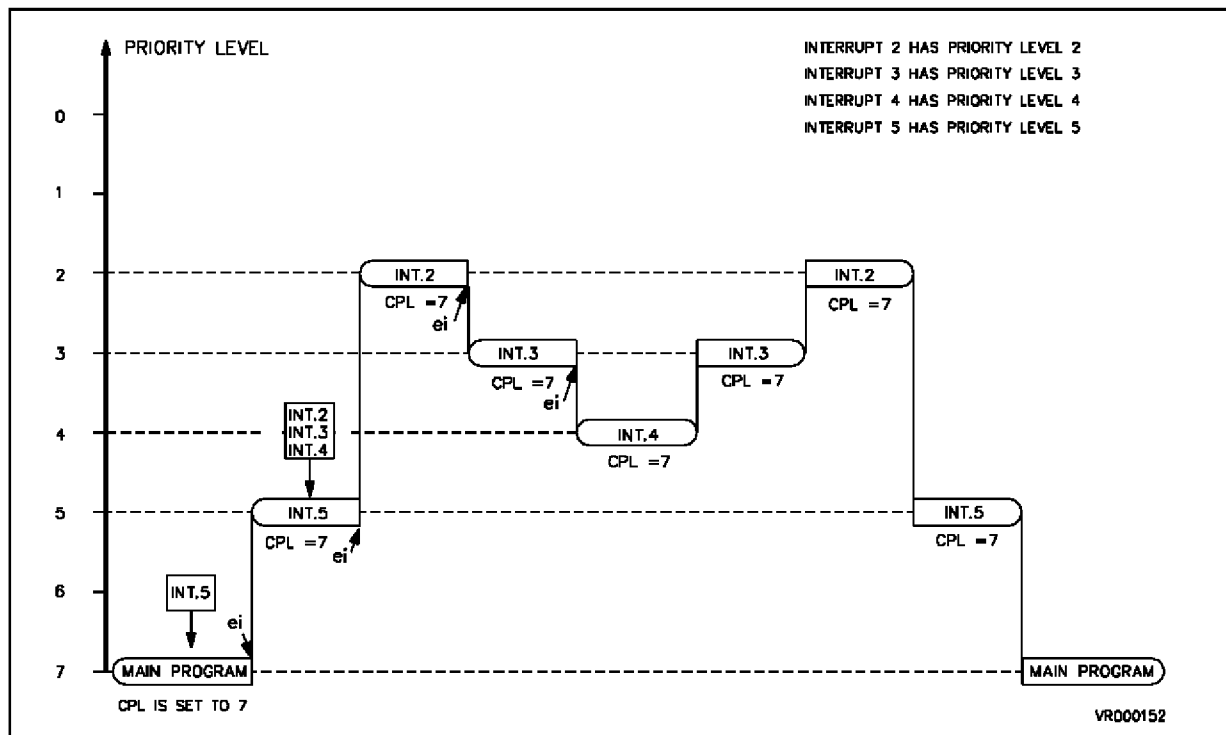 PRIORITY LEVEL
INTERRUPT 2 HAS PRIORITY LEVEL 2
INTERRUPT 3 HAS PRIORITY LEVEL 3
INTERRUPT 4 HAS PRIORITY LEVEL 4
INTERRUPT 5 HAS PRIORITY LEVEL 5
0
1
2
INT.2
INT.2
CPL =7
CPL =7
ei
3
INT.3
INT.3
CPL =7
CPL =7
ei
INT.2
INT.3
INT.4
4
INT.4
CPL =7
5
INT.5
INT.5
CPL =7
CPL =7
ei
6
INT.5
ei
7
MAIN PROGRAM
MAIN PROGRAM
CPL IS SET TO 7
VR000152